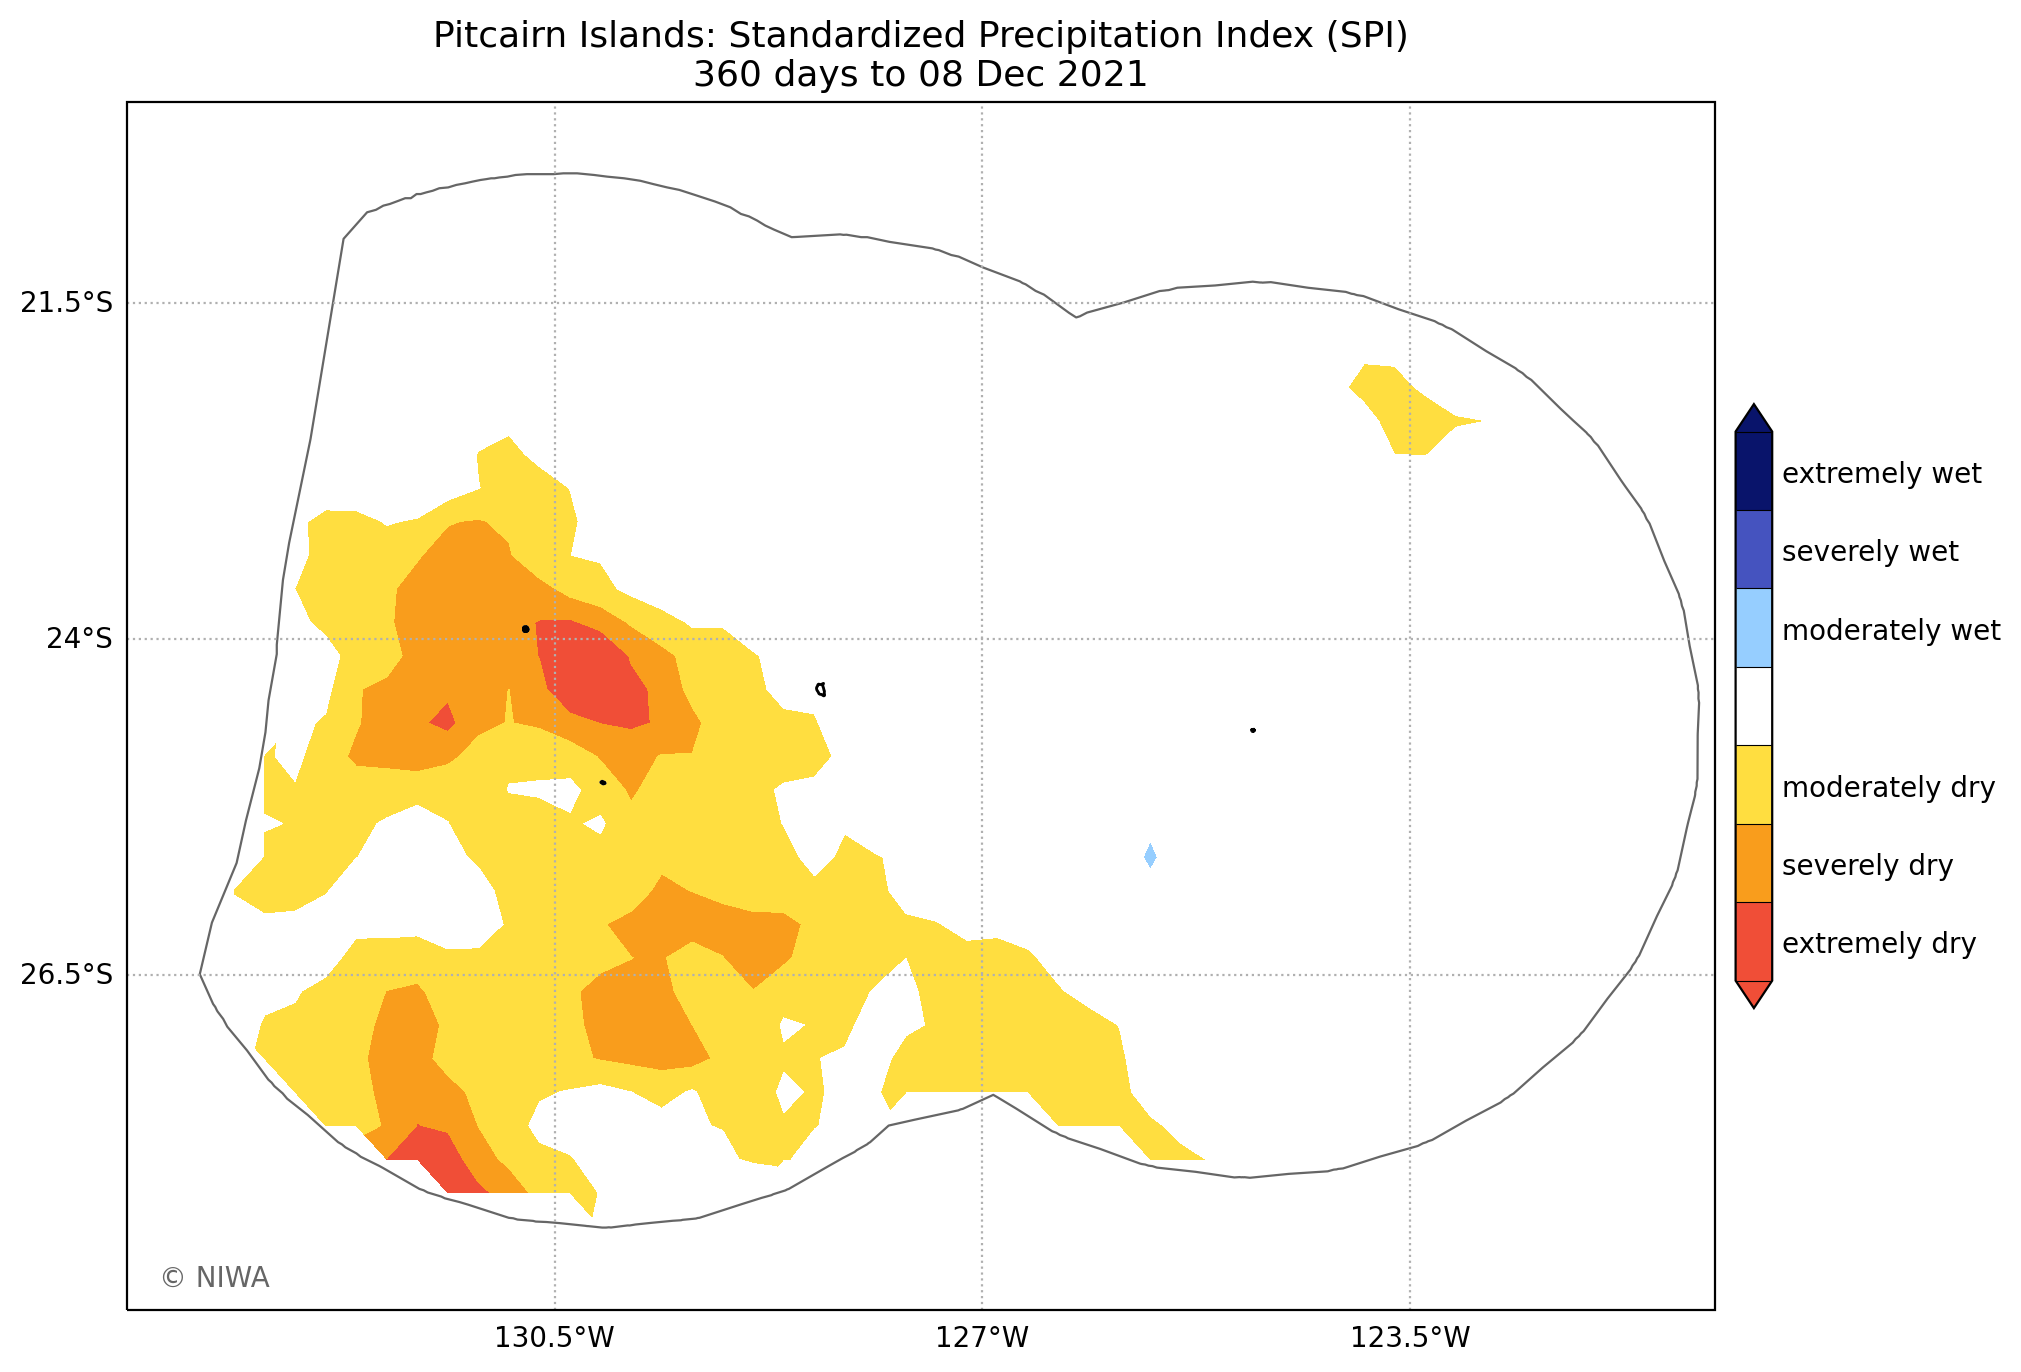 Pitcairn Islands: Standardized Precipitation Index (SPI)
360 days to 08 Dec 2021
21.5°S
24°S
26.5°S
130.5°W
127°W
123.5°W
extremely wet
severely wet
moderately wet
moderately dry
severely dry
extremely dry
© NIWA